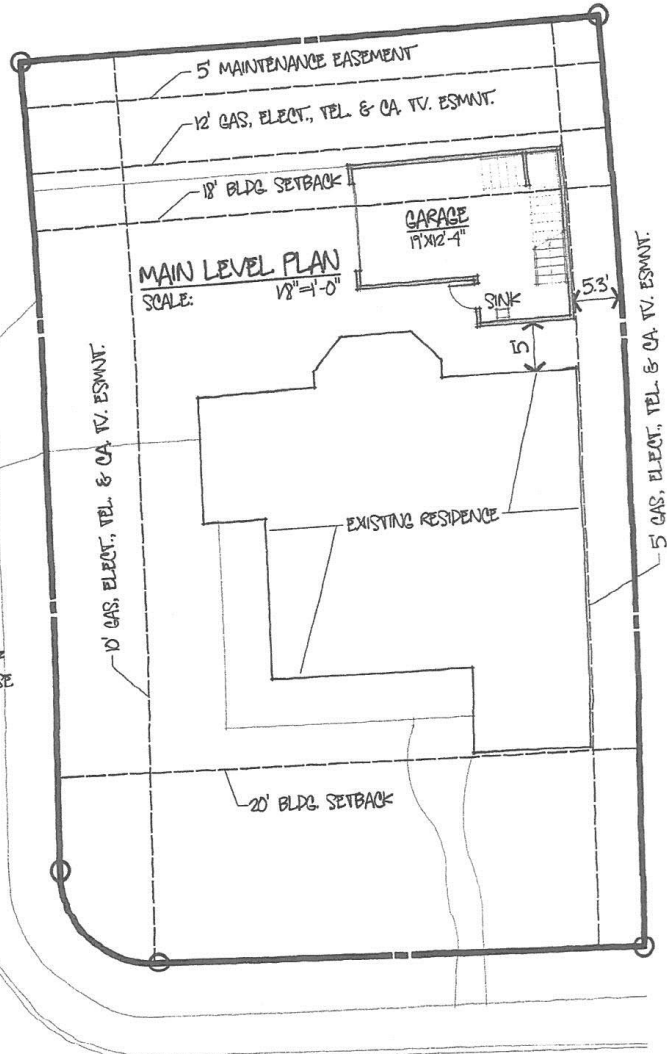 5' MAINTENANCE EASEMENT
12' GAS, ELECT., TEL. & CA. TV. ESMNT.
18' BLDG. SETBACK
GARAGE
19'X12'-4"
MAIN LEVEL PLAN
SCALE: 1/8"=1'-0"
SINK
5.3'
5
10' GAS, ELECT., TEL. & CA. TV. ESMNT.
5' GAS, ELECT., TEL. & CA. TV. ESMNT.
EXISTING RESIDENCE
20' BLDG. SETBACK